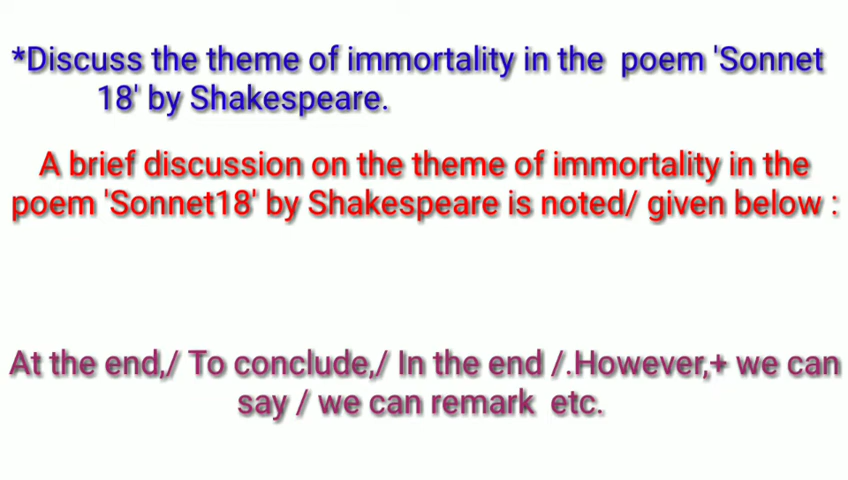 *Discuss the theme of immortality in the poem 'Sonnet
18' by Shakespeare.
A brief discussion on the theme of immortality in the
poem 'Sonnet18' by Shakespeare is noted/ given below :
At the end,/ To conclude,/ In the end /.However,+ we can
say / we can remark etc.